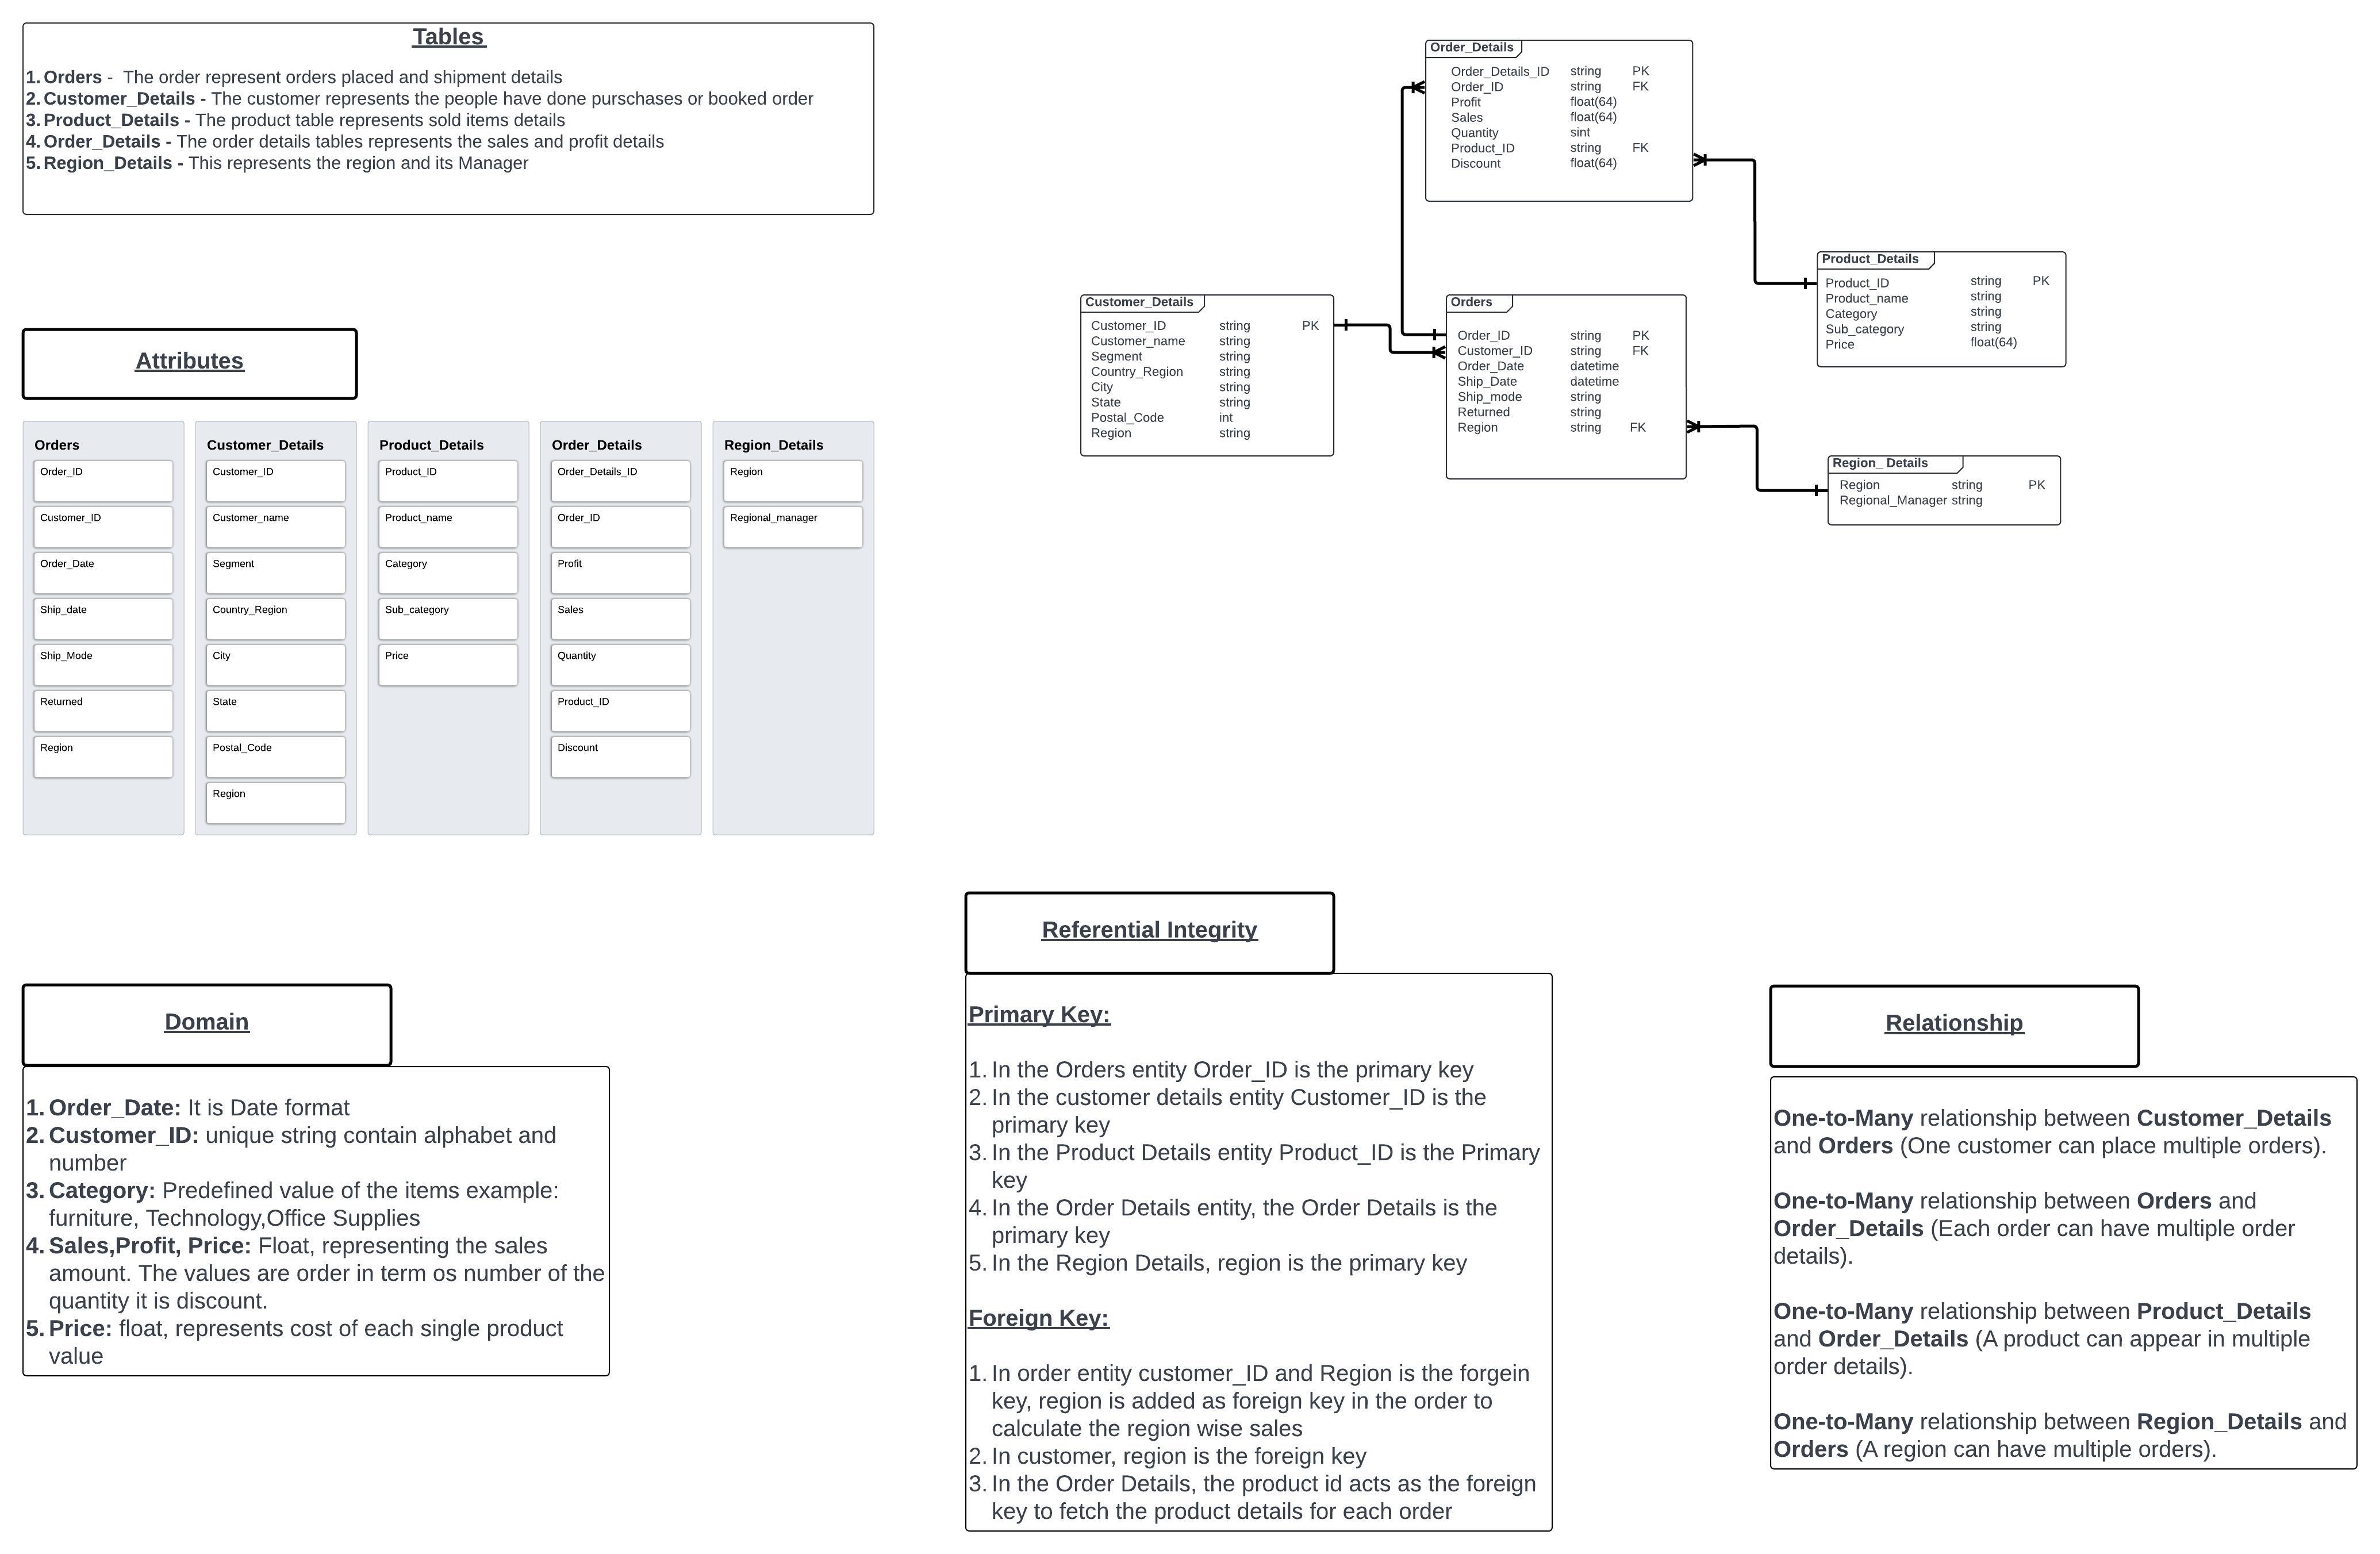 Tables
1. Orders -  The order represent orders placed and shipment details
2. Customer_Details - The customer represents the people have done purschases or booked order
3. Product_Details - The product table represents sold items details
4. Order_Details - The order details tables represents the sales and profit details
5. Region_Details - This represents the region and its Manager
Order_Details
Order_Details_ID string PK
Order_ID string FK
Profit float(64)
Sales float(64)
Quantity sint
Product_ID string FK
Discount float(64)
Product_Details
Product_ID string PK
Product_name string
Category string
Sub_category string
Price float(64)
Customer_Details
Customer_ID string PK
Customer_name string
Segment string
Country_Region string
City string
State string
Postal_Code int
Region string
Orders
Order_ID string PK
Customer_ID string FK
Order_Date datetime
Ship_Date datetime
Ship_mode string
Returned string
Region string FK
Region_ Details
Region string PK
Regional_Manager string
Attributes
Orders
Order_ID
Customer_ID
Order_Date
Ship_date
Ship_Mode
Returned
Region
Customer_Details
Customer_ID
Customer_name
Segment
Country_Region
City
State
Postal_Code
Region
Product_Details
Product_ID
Product_name
Category
Sub_category
Price
Order_Details
Order_Details_ID
Order_ID
Profit
Sales
Quantity
Product_ID
Discount
Region_Details
Region
Regional_manager
Domain
1. Order_Date: It is Date format
2. Customer_ID: unique string contain alphabet and
number
3. Category: Predefined value of the items example:
furniture, Technology,Office Supplies
4. Sales,Profit, Price: Float, representing the sales
amount. The values are order in term os number of the
quantity it is discount.
5. Price: float, represents cost of each single product
value
Referential Integrity
Primary Key:
1. In the Orders entity Order_ID is the primary key
2. In the customer details entity Customer_ID is the
primary key
3. In the Product Details entity Product_ID is the Primary
key
4. In the Order Details entity, the Order Details is the
primary key
5. In the Region Details, region is the primary key
Foreign Key:
1. In order entity customer_ID and Region is the forgein
key, region is added as foreign key in the order to
calculate the region wise sales
2. In customer, region is the foreign key
3. In the Order Details, the product id acts as the foreign
key to fetch the product details for each order
Relationship
One-to-Many relationship between Customer_Details
and Orders (One customer can place multiple orders).
One-to-Many relationship between Orders and
Order_Details (Each order can have multiple order
details).
One-to-Many relationship between Product_Details
and Order_Details (A product can appear in multiple
order details).
One-to-Many relationship between Region_Details and
Orders (A region can have multiple orders).